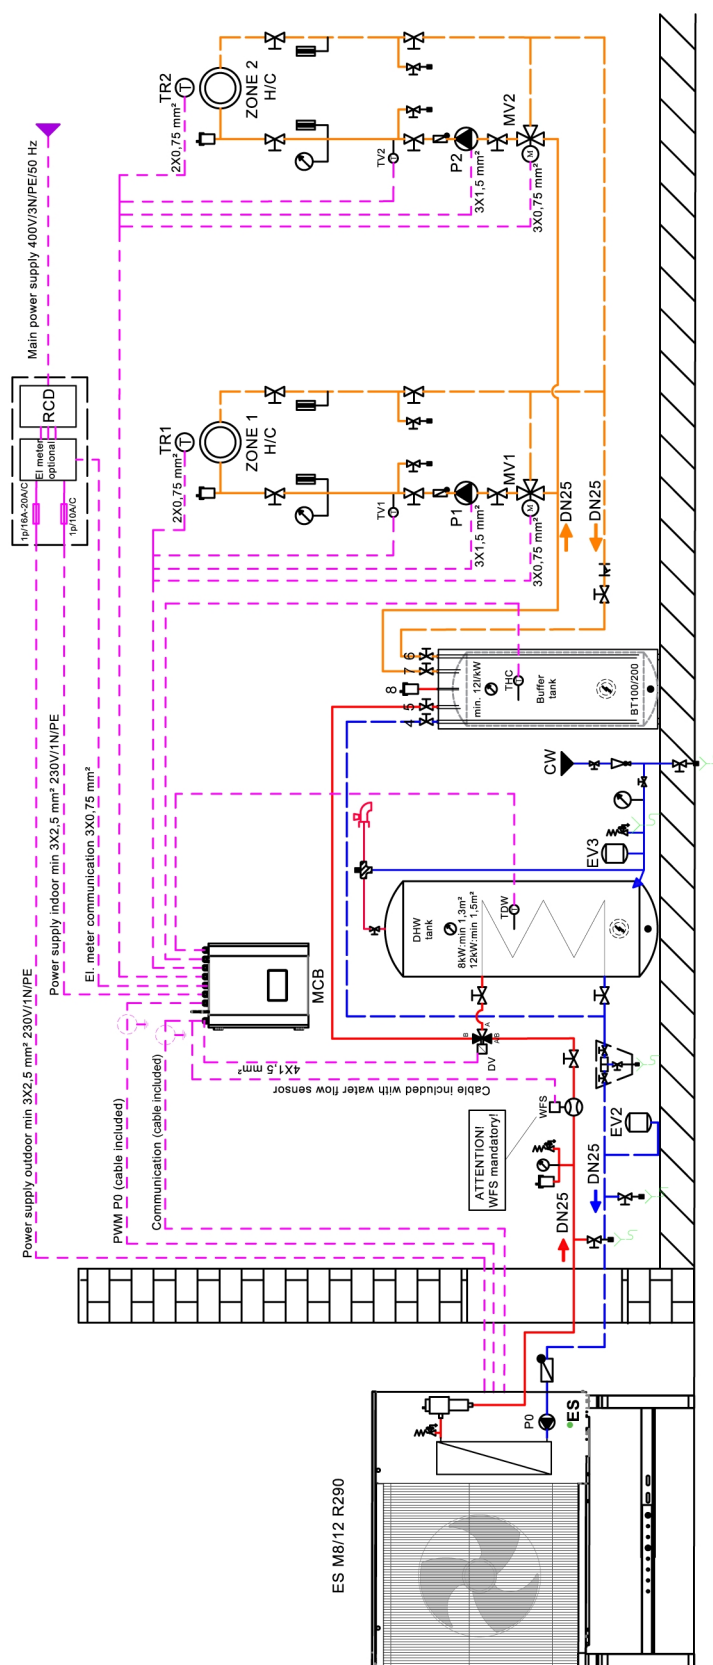 Main power supply 400V/3N/PE/50 Hz
RCD
El meter
optional
1p/16A-20A/C
1p/10A/C
Power supply outdoor min 3X2,5 mm² 230V/1N/PE
Power supply indoor min 3X2,5 mm² 230V/1N/PE
El. meter communication 3X0,75 mm²
PWM P0 (cable included)
Communication (cable included)
MCB
4X1,5 mm²
Cable included with water flow sensor
TR2
T
2X0,75 mm²
ZONE 2
H/C
TV2
T
P2
3X1,5 mm²
MV2
M
3X0,75 mm²
TR1
T
2X0,75 mm²
ZONE 1
H/C
TV1
T
P1
3X1,5 mm²
MV1
M
3X0,75 mm²
DN25
DN25
4
5
8
7
6
min. 12l/kW
THC
T
Buffer
tank
BT100/200
CW
EV3
DHW
tank
8kW:min 1,3m²
12kW:min 1,5m²
TDW
T
DV
B
A
AB
WFS
ATTENTION!
WFS mandatory!
EV2
DN25
DN25
P0
ES
ES M8/12 R290
S
S
S
S
S